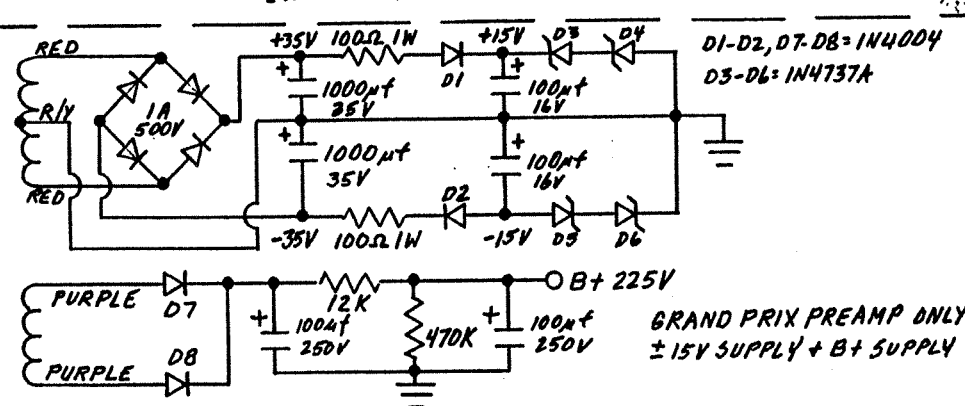 RED
R/Y
RED
1A
500V
+35V
100Ω 1W
+15V
D3
D4
D1
+
1000µf
35V
+
100µf
16V
+
1000µf
35V
+
100µf
16V
D2
-35V
100Ω 1W
-15V
D5
D6
D1-D2, D7-D8= 1N4004
D3-D6= 1N4737A
PURPLE
D7
PURPLE
D8
12K
+
100µf
250V
470K
+
100µf
250V
B+ 225V
GRAND PRIX PREAMP ONLY
± 15V SUPPLY + B+ SUPPLY